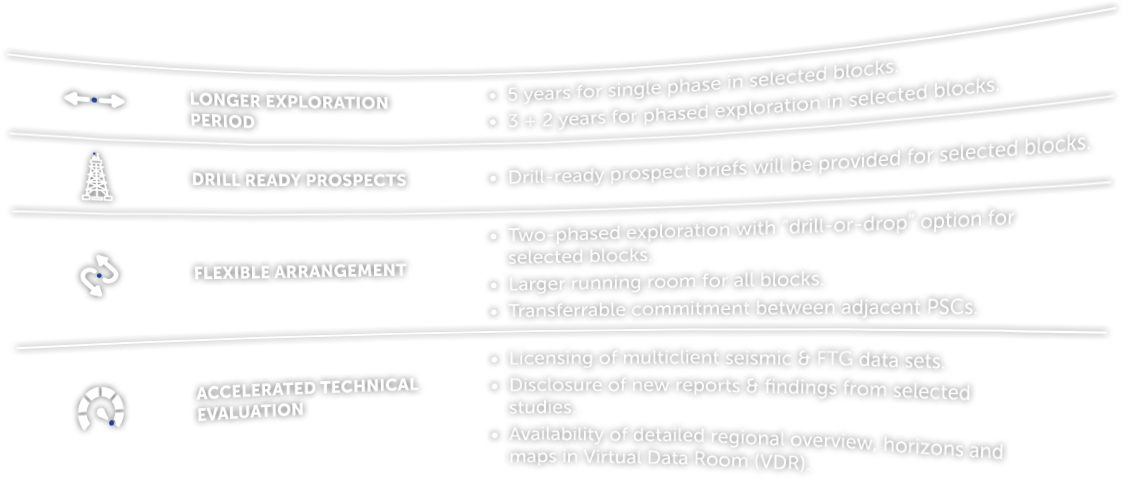 LONGER EXPLORATION
PERIOD
• 5 years for single phase in selected blocks.
• 3 + 2 years for phased exploration in selected blocks.
DRILL READY PROSPECTS
• Drill-ready prospect briefs will be provided for selected blocks.
FLEXIBLE ARRANGEMENT
• Two-phased exploration with “drill-or-drop” option for
selected blocks.
• Larger running room for all blocks.
• Transferrable commitment between adjacent PSCs.
ACCELERATED TECHNICAL
EVALUATION
• Licensing of multiclient seismic & FTG data sets.
• Disclosure of new reports & findings from selected
studies.
• Availability of detailed regional overview, horizons and
maps in Virtual Data Room (VDR).